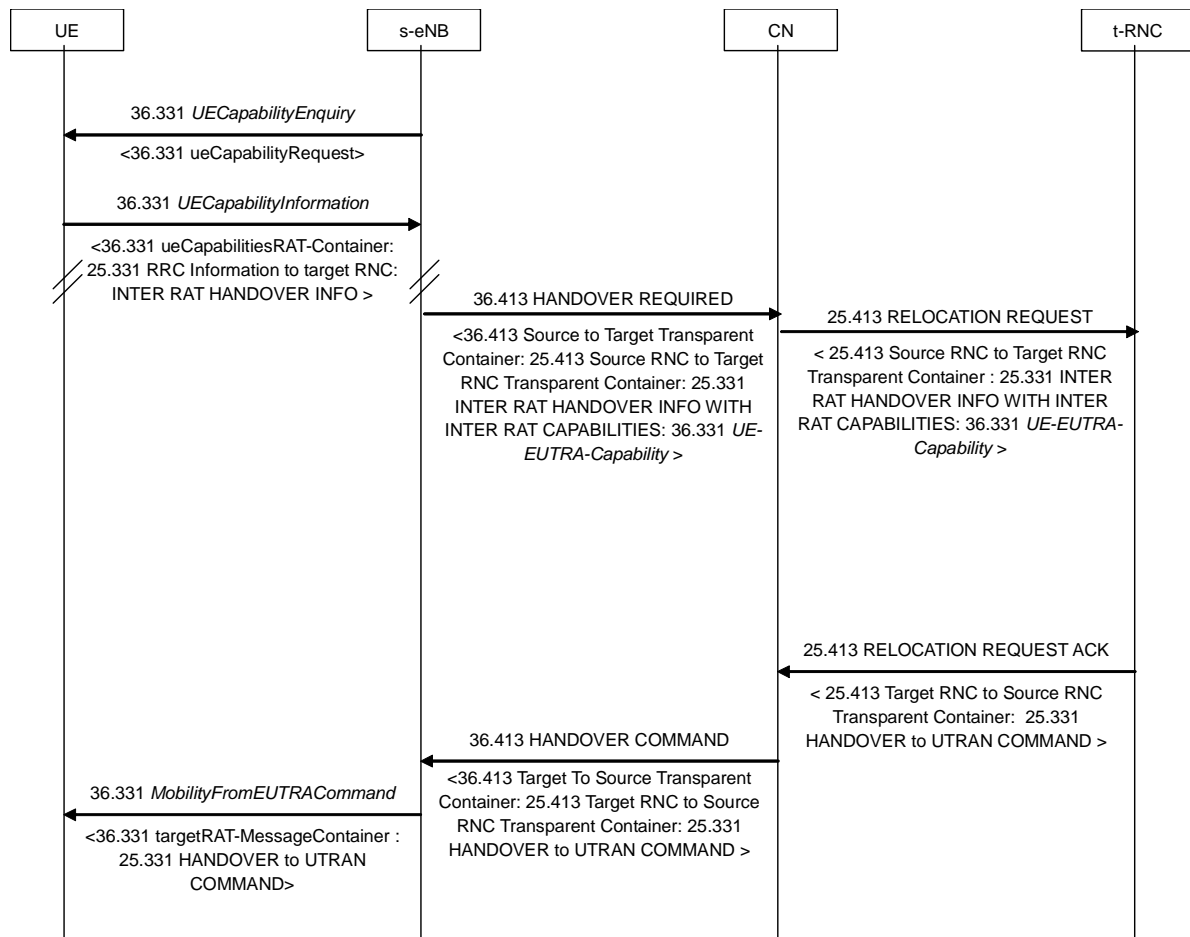 UE
s-eNB
CN
t-RNC
36.331 UECapabilityEnquiry
<36.331 ueCapabilityRequest>
36.331 UECapabilityInformation
<36.331 ueCapabilitiesRAT-Container:
25.331 RRC Information to target RNC:
INTER RAT HANDOVER INFO >
36.413 HANDOVER REQUIRED
<36.413 Source to Target Transparent
Container: 25.413 Source RNC to Target
RNC Transparent Container: 25.331
INTER RAT HANDOVER INFO WITH
INTER RAT CAPABILITIES: 36.331 UE-
EUTRA-Capability >
25.413 RELOCATION REQUEST
< 25.413 Source RNC to Target RNC
Transparent Container : 25.331 INTER
RAT HANDOVER INFO WITH INTER
RAT CAPABILITIES: 36.331 UE-EUTRA-
Capability >
25.413 RELOCATION REQUEST ACK
< 25.413 Target RNC to Source RNC
Transparent Container: 25.331
HANDOVER to UTRAN COMMAND >
36.413 HANDOVER COMMAND
<36.413 Target To Source Transparent
Container: 25.413 Target RNC to Source
RNC Transparent Container: 25.331
HANDOVER to UTRAN COMMAND >
36.331 MobilityFromEUTRACommand
<36.331 targetRAT-MessageContainer :
25.331 HANDOVER to UTRAN
COMMAND>